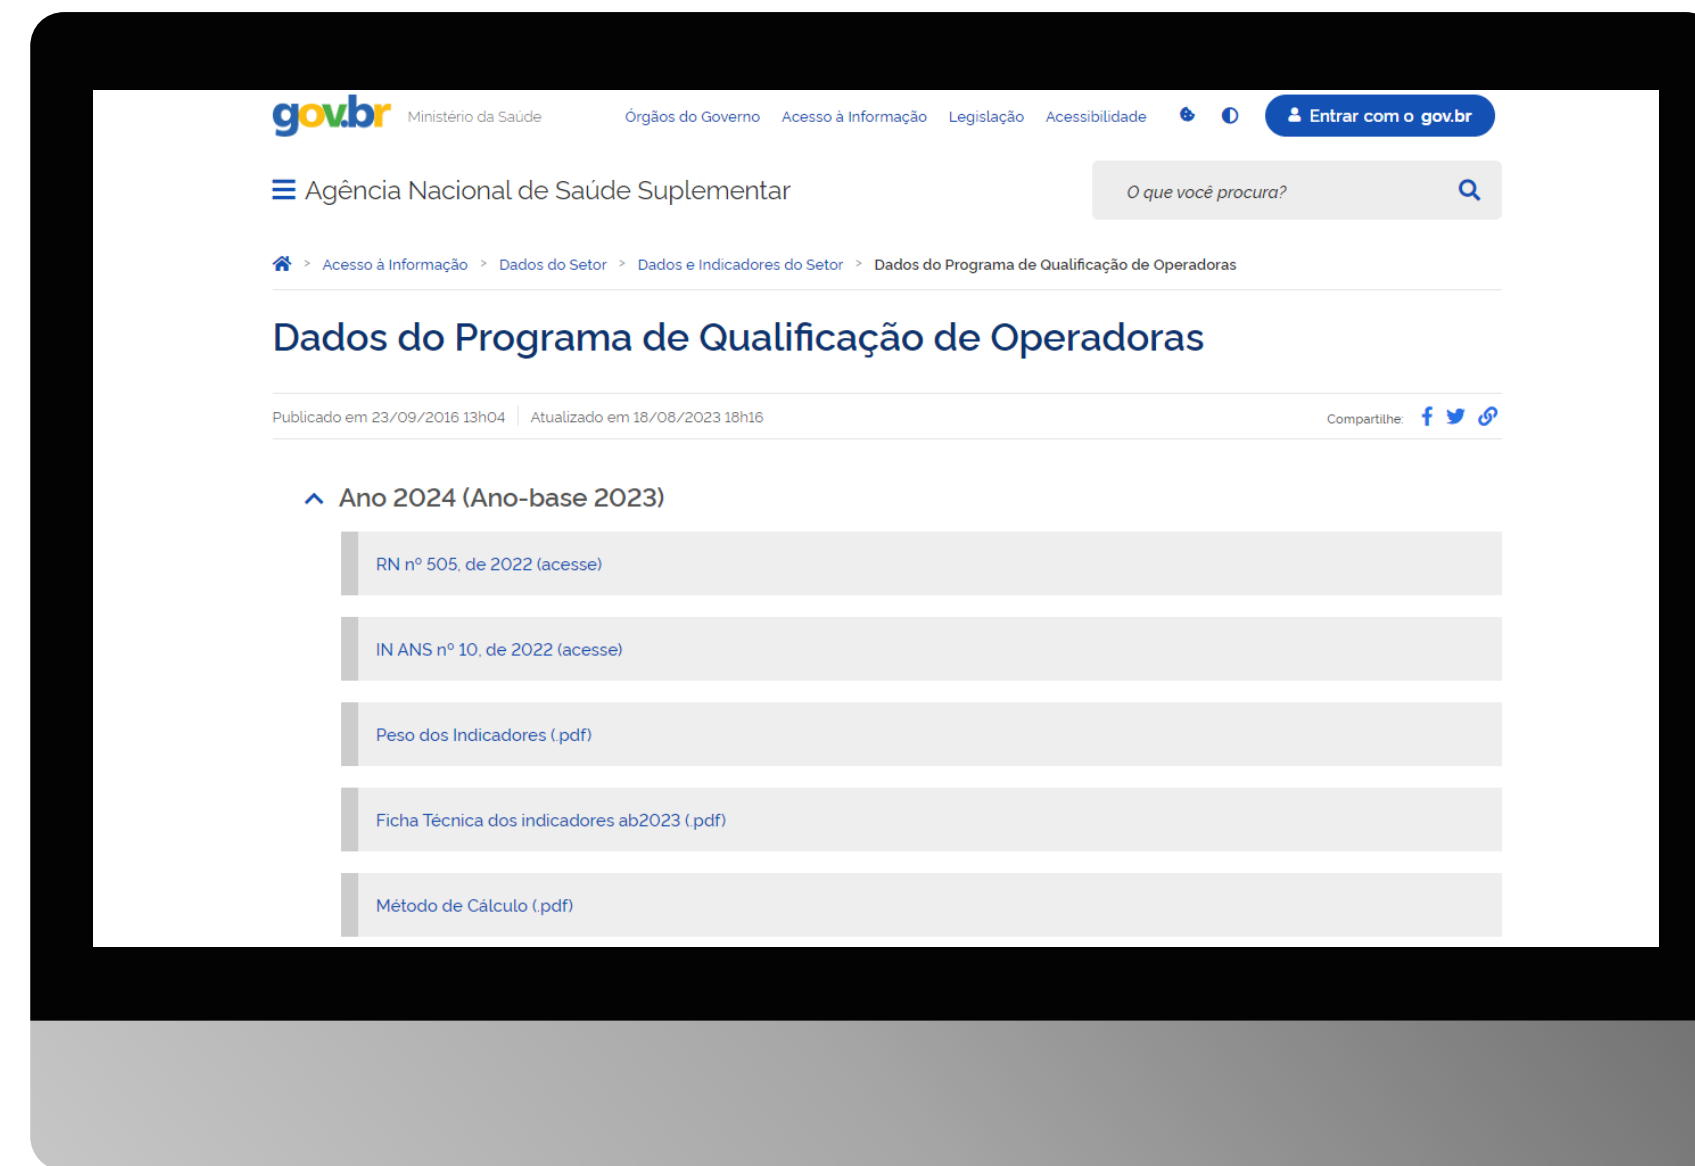 gov.br Ministério da Saúde Órgãos do Governo Acesso à Informação Legislação Acessibilidade Entrar com o gov.br
Agência Nacional de Saúde Suplementar O que você procura?
> Acesso à Informação > Dados do Setor > Dados e Indicadores do Setor > Dados do Programa de Qualificação de Operadoras
Dados do Programa de Qualificação de Operadoras
Publicado em 23/09/2016 13h04 Atualizado em 18/08/2023 18h16 Compartilhe:
Ano 2024 (Ano-base 2023)
RN nº 505, de 2022 (acesse)
IN ANS nº 10, de 2022 (acesse)
Peso dos Indicadores (.pdf)
Ficha Técnica dos indicadores ab2023 (.pdf)
Método de Cálculo (.pdf)